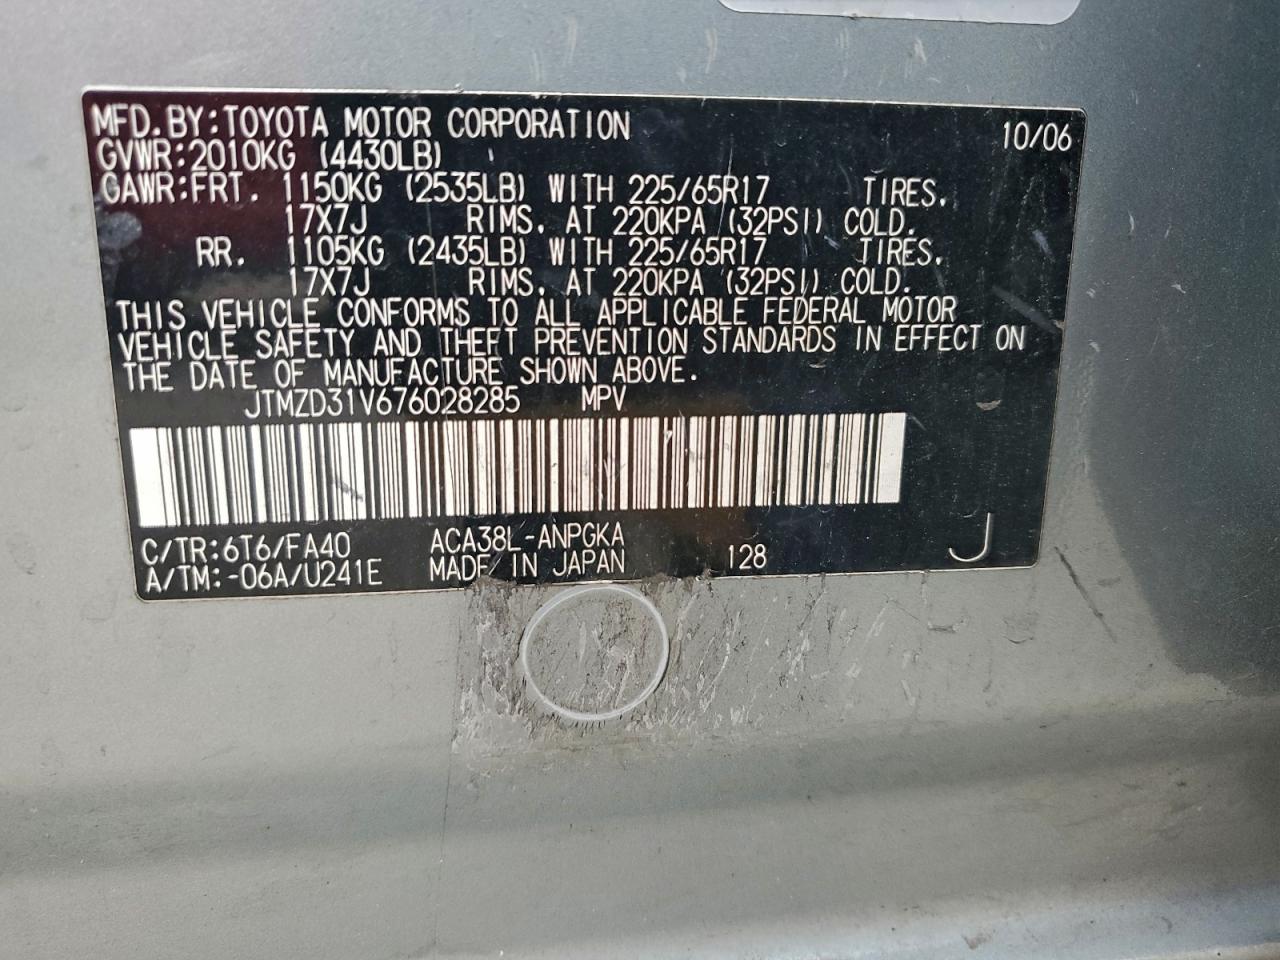 MFD.BY:TOYOTA MOTOR CORPORATION 10/06
GVWR:2010KG (4430LB)
GAWR:FRT. 1150KG (2535LB) WITH 225/65R17 TIRES,
17X7J RIMS, AT 220KPA (32PSI) COLD.
RR. 1105KG (2435LB) WITH 225/65R17 TIRES,
17X7J RIMS, AT 220KPA (32PSI) COLD.
THIS VEHICLE CONFORMS TO ALL APPLICABLE FEDERAL MOTOR
VEHICLE SAFETY AND THEFT PREVENTION STANDARDS IN EFFECT ON
THE DATE OF MANUFACTURE SHOWN ABOVE.
JTMZD31V676028285 MPV
C/TR:6T6/FA40 ACA38L-ANPGKA
A/TM:-06A/U241E MADE IN JAPAN 128 J